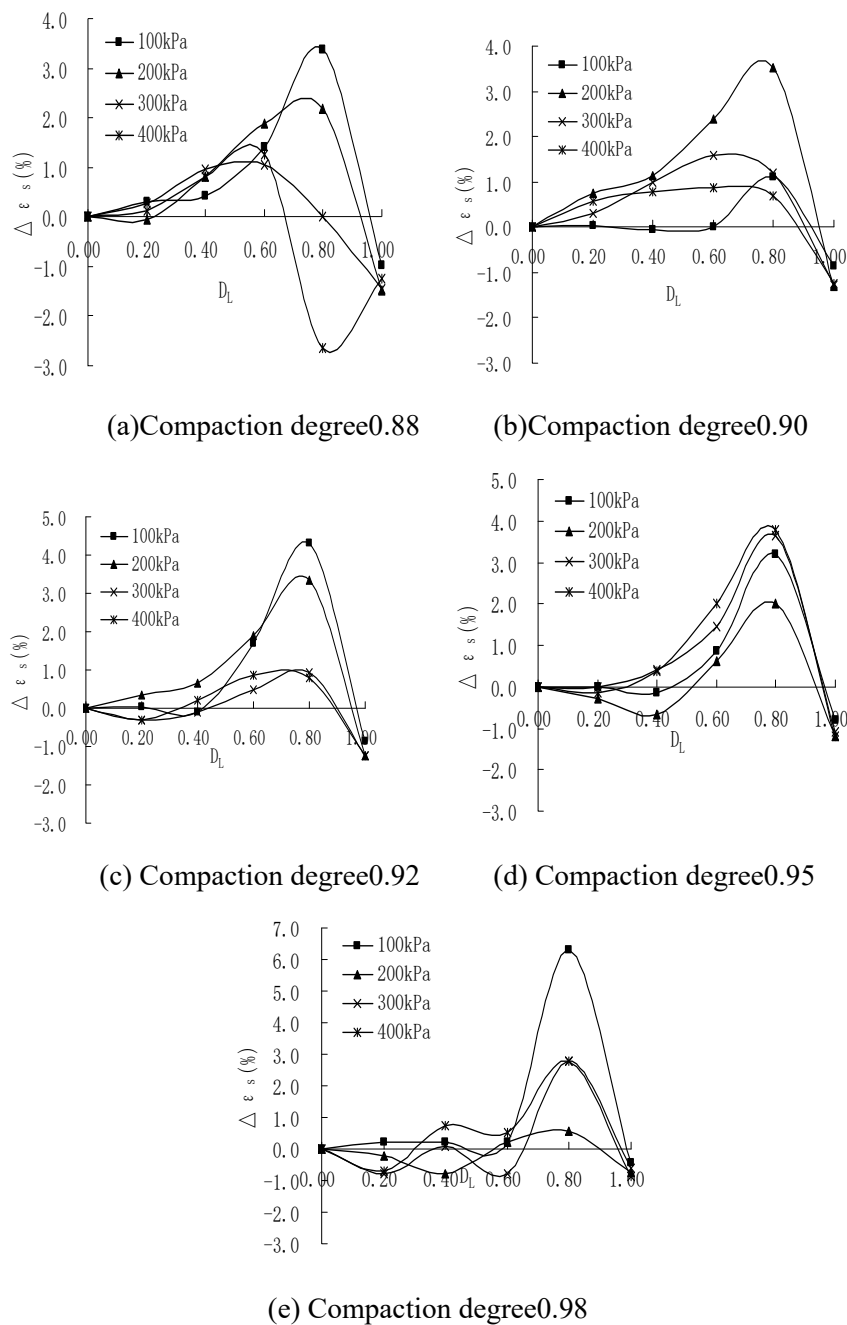 4.0
3.0
2.0
1.0
0.0
-1.0
-2.0
-3.0
△ ε s(%)
100kPa
200kPa
300kPa
400kPa
0.00 0.20 0.40 0.60 0.80 1.00
DL
(a)Compaction degree0.88
4.0
3.0
2.0
1.0
0.0
-1.0
-2.0
-3.0
△ ε s(%)
100kPa
200kPa
300kPa
400kPa
0.00 0.20 0.40 0.60 0.80 1.00
DL
(b)Compaction degree0.90
5.0
4.0
3.0
2.0
1.0
0.0
-1.0
-2.0
-3.0
△ ε s(%)
100kPa
200kPa
300kPa
400kPa
0.00 0.20 0.40 0.60 0.80 1.00
DL
(c) Compaction degree0.92
5.0
4.0
3.0
2.0
1.0
0.0
-1.0
-2.0
-3.0
△ ε s(%)
100kPa
200kPa
300kPa
400kPa
0.00 0.20 0.40 0.60 0.80 1.00
DL
(d) Compaction degree0.95
7.0
6.0
5.0
4.0
3.0
2.0
1.0
0.0
-1.0
-2.0
-3.0
△ ε s(%)
100kPa
200kPa
300kPa
400kPa
0.00 0.20 0.40 0.60 0.80 1.00
DL
(e) Compaction degree0.98